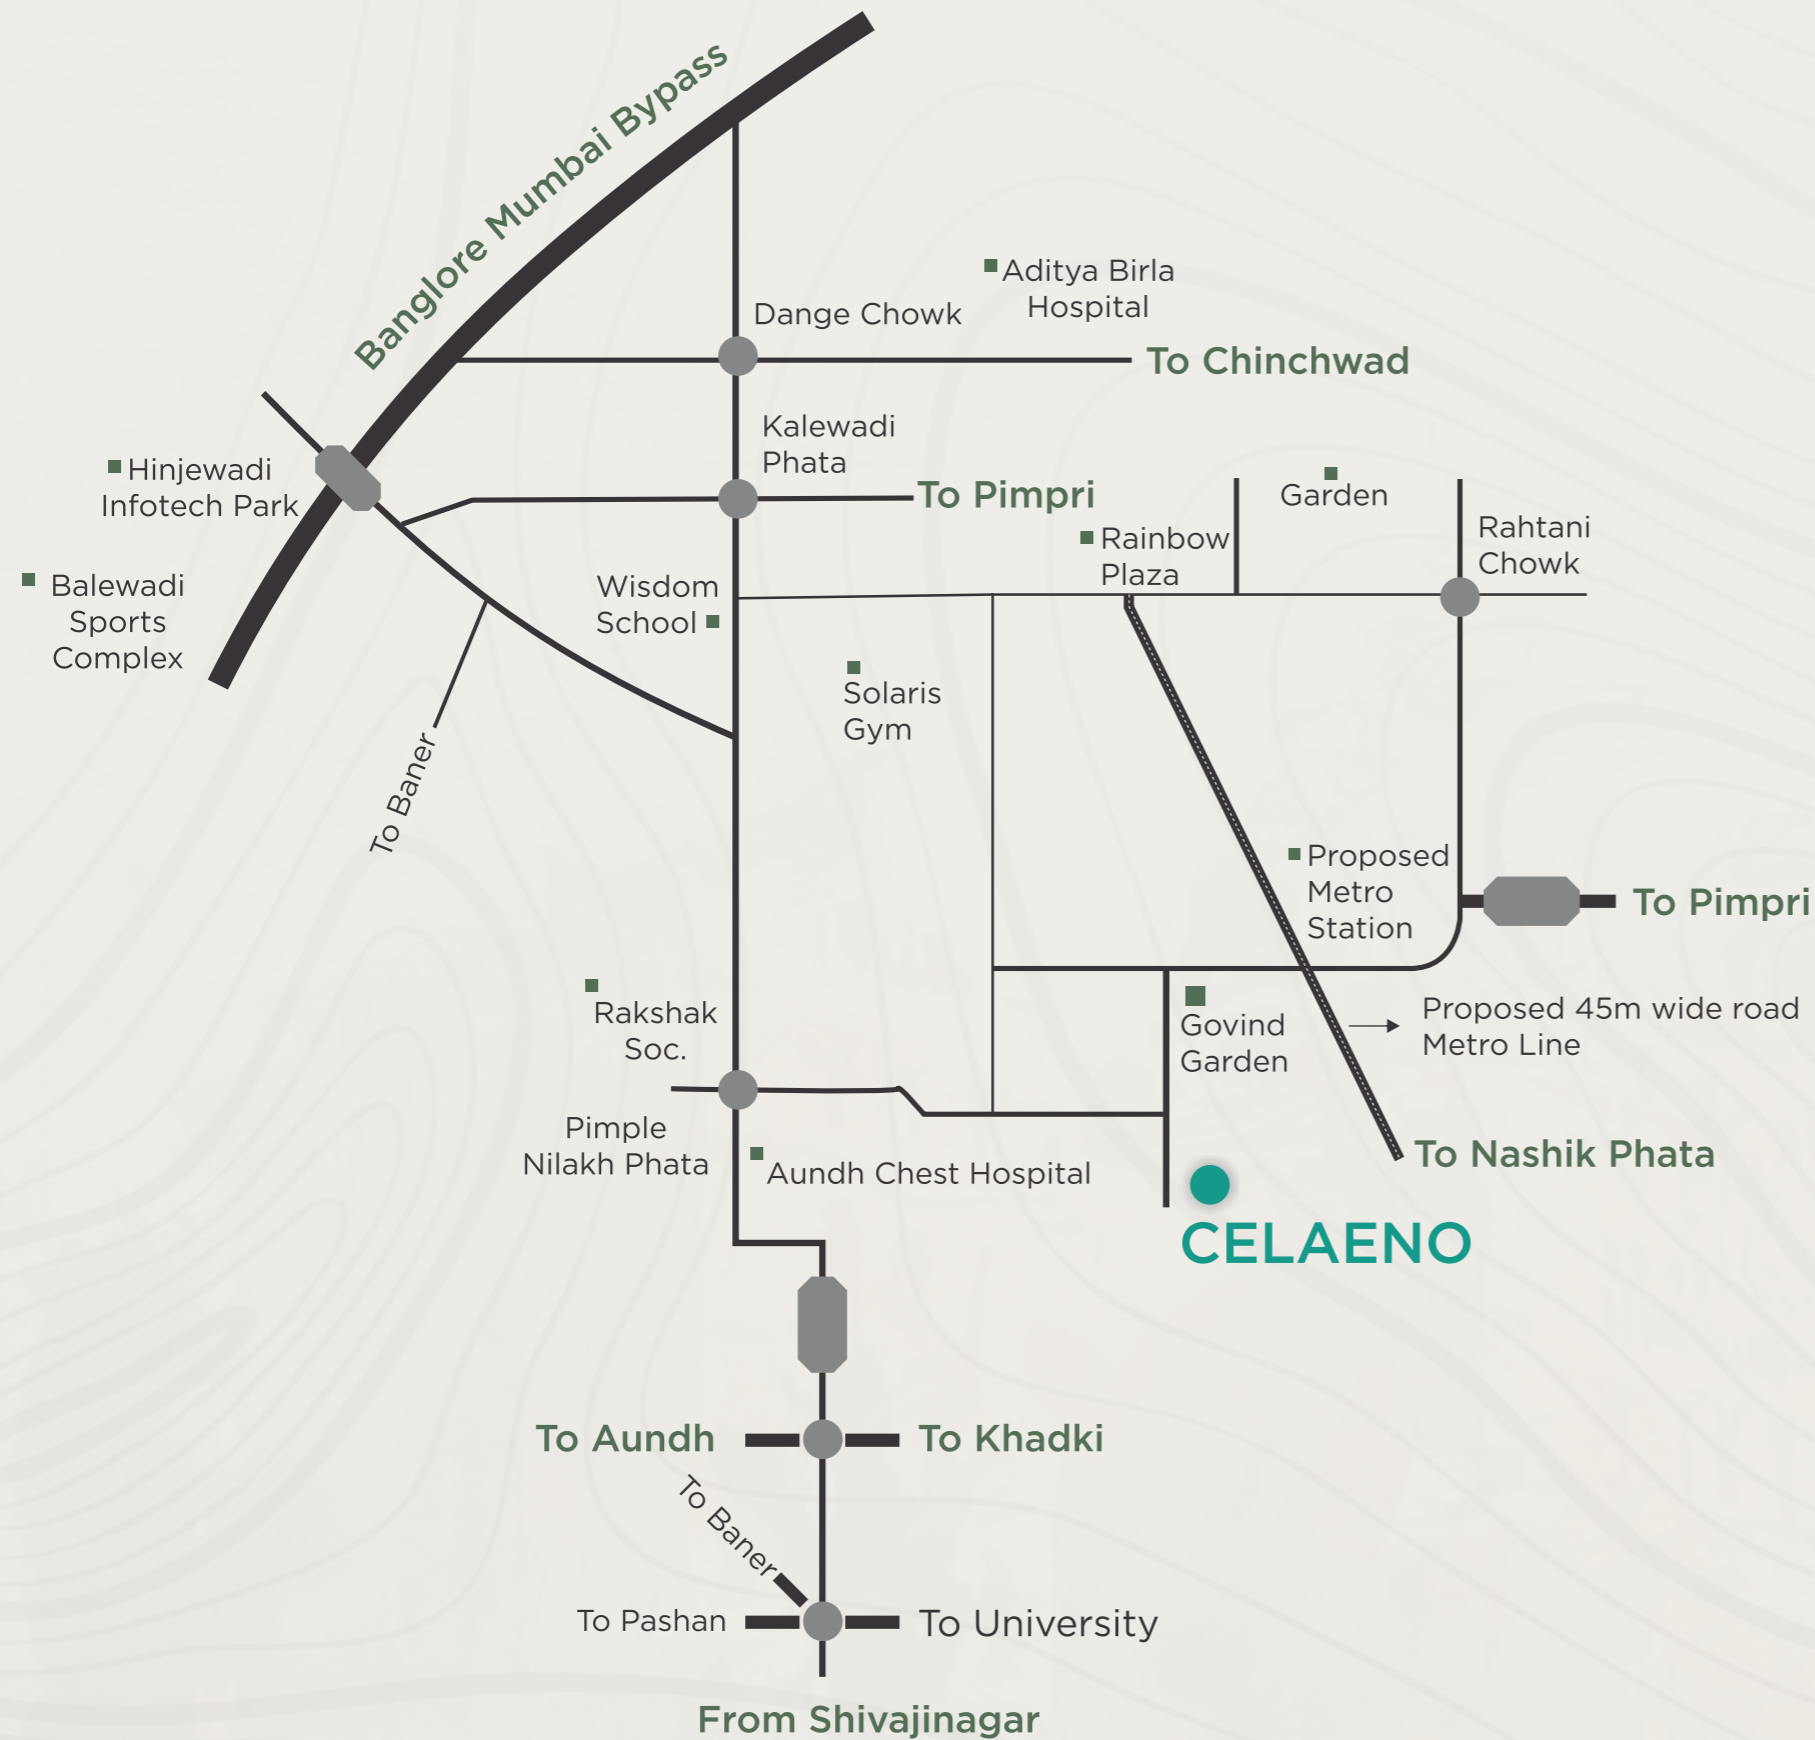 Banglore Mumbai Bypass
Aditya Birla
Hospital
Dange Chowk
To Chinchwad
Kalewadi
Phata
Hinjewadi
Infotech Park
To Pimpri
Garden
Rahtani
Chowk
Rainbow
Plaza
Balewadi
Sports
Complex
Wisdom
School
Solaris
Gym
To Baner
Proposed
Metro
Station
To Pimpri
Rakshak
Soc.
Govind
Garden
Proposed 45m wide road
Metro Line
Pimple
Nilakh Phata
Aundh Chest Hospital
To Nashik Phata
CELAENO
To Aundh
To Khadki
To Baner
To Pashan
To University
From Shivajinagar